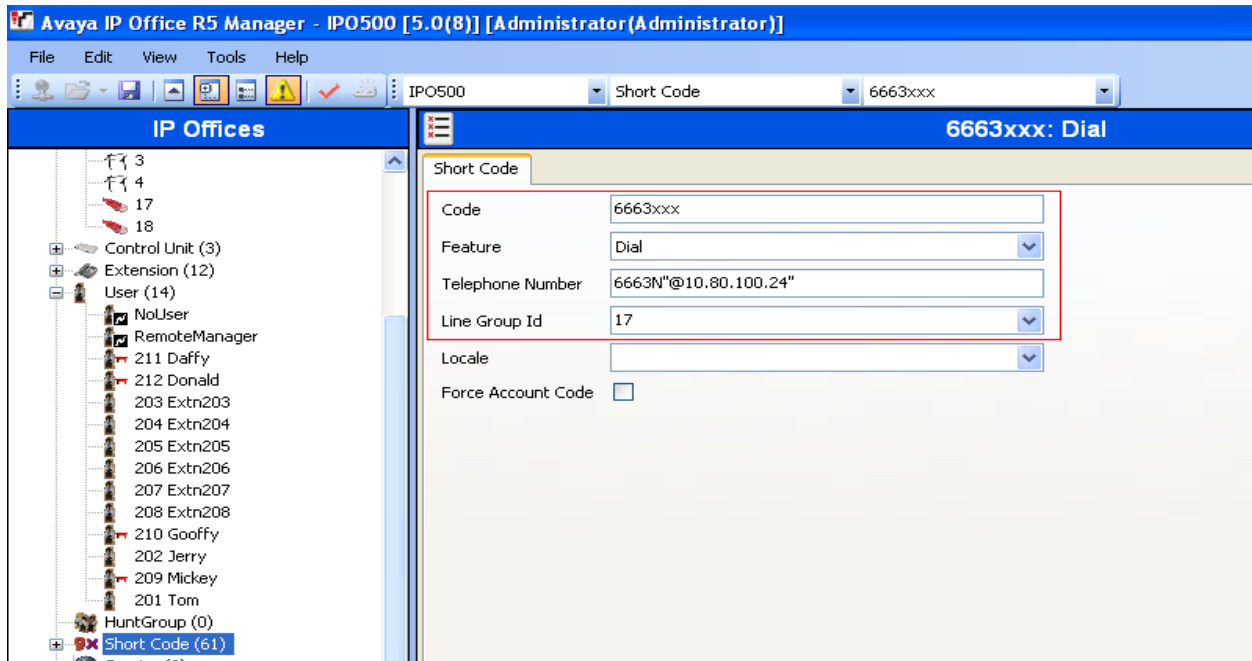 Avaya IP Office R5 Manager - IPO500 [5.0(8)] [Administrator(Administrator)]
File Edit View Tools Help
IPO500 Short Code 6663xxx
IP Offices
3
4
17
18
Control Unit (3)
Extension (12)
User (14)
NoUser
RemoteManager
211 Daffy
212 Donald
203 Extn203
204 Extn204
205 Extn205
206 Extn206
207 Extn207
208 Extn208
210 Gooffy
202 Jerry
209 Mickey
201 Tom
HuntGroup (0)
Short Code (61)
6663xxx: Dial
Short Code
Code 6663xxx
Feature Dial
Telephone Number 6663N"@10.80.100.24"
Line Group Id 17
Locale
Force Account Code